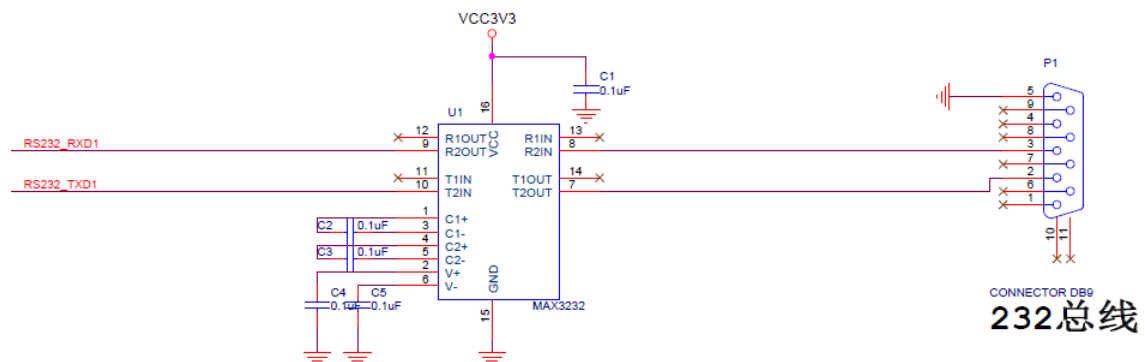 VCC3V3
C1
0.1uF
P1
U1
16
VCC
RS232_RXD1
RS232_TXD1
12
R1OUT
R1IN
13
9
R2OUT
R2IN
8
11
T1IN
T1OUT
14
10
T2IN
T2OUT
7
1
C1+
C2
0.1uF
3
C1-
4
C2+
C3
0.1uF
5
C2-
2
V+
6
V-
C4
0.1uF
C5
0.1uF
GND
15
MAX3232
5
9
4
8
3
7
2
6
1
10
11
CONNECTOR DB9
232总线